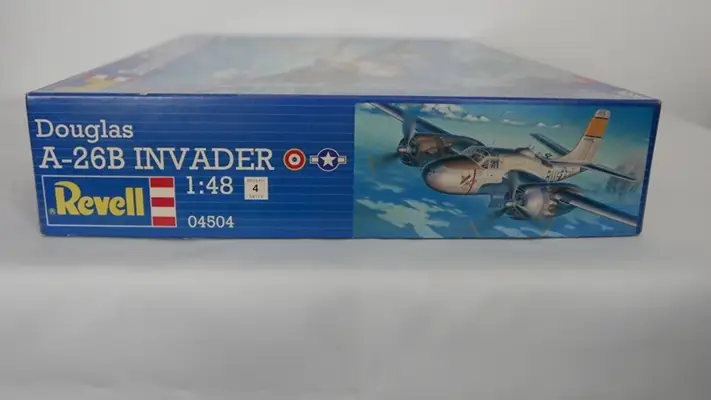 Douglas
A-26B INVADER
Revell
1:48
4
04504